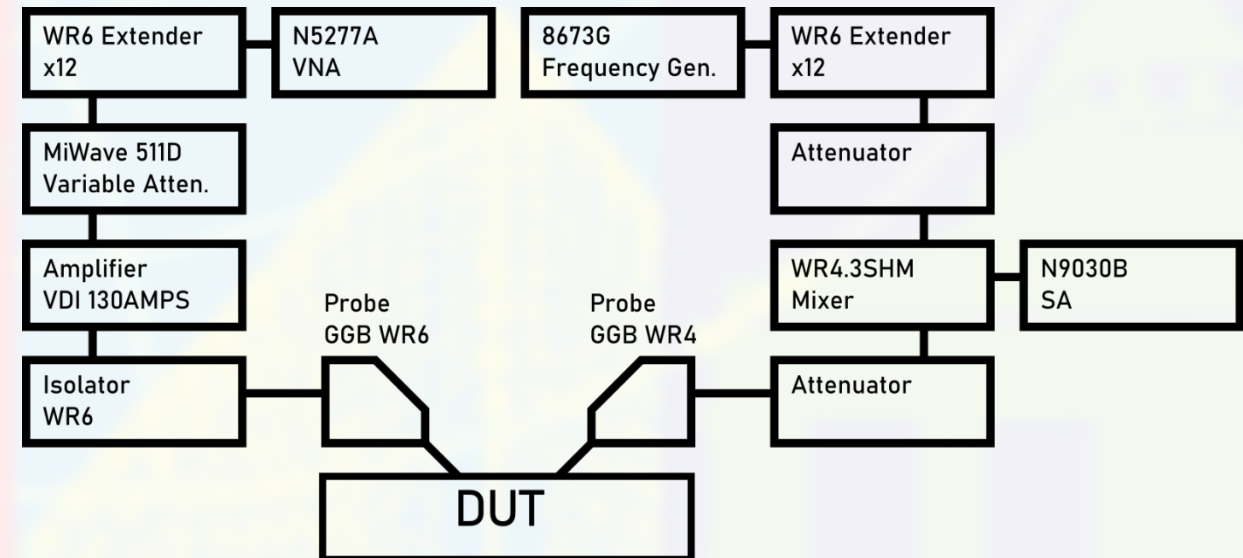 WR6 Extender
x12
N5277A
VNA
8673G
Frequency Gen.
WR6 Extender
x12
MiWave 511D
Variable Atten.
Attenuator
Amplifier
VDI 130AMPS
WR4.3SHM
Mixer
N9030B
SA
Probe
GGB WR6
Probe
GGB WR4
Isolator
WR6
Attenuator
DUT